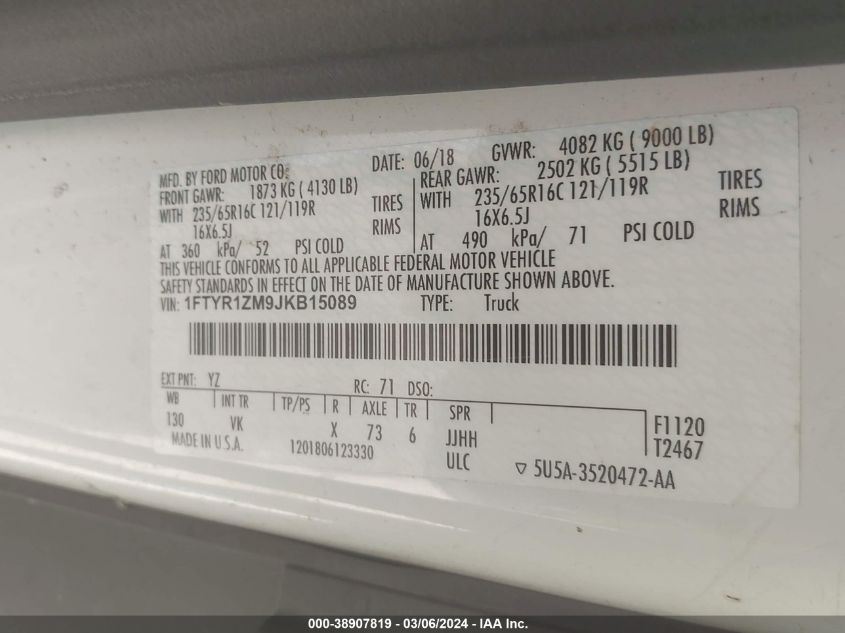 MFD. BY FORD MOTOR CO. DATE: 06/18 GVWR: 4082 KG ( 9000 LB)
FRONT GAWR: 1873 KG ( 4130 LB) REAR GAWR: 2502 KG ( 5515 LB)
WITH 235/65R16C 121/119R TIRES WITH 235/65R16C 121/119R TIRES
16X6.5J RIMS 16X6.5J RIMS
AT 360 kPa/ 52 PSI COLD AT 490 kPa/ 71 PSI COLD
THIS VEHICLE CONFORMS TO ALL APPLICABLE FEDERAL MOTOR VEHICLE
SAFETY STANDARDS IN EFFECT ON THE DATE OF MANUFACTURE SHOWN ABOVE.
VIN: 1FTYR1ZM9JKB15089 TYPE: Truck
EXT PNT: YZ RC: 71 DSO:
WB INT TR TP/PS R AXLE TR SPR
130 VK X 73 6 JJHH F1120
MADE IN U.S.A. 1201806123330 ULC T2467
▽ 5U5A-3520472-AA
000-38907819 - 03/06/2024 - IAA Inc.